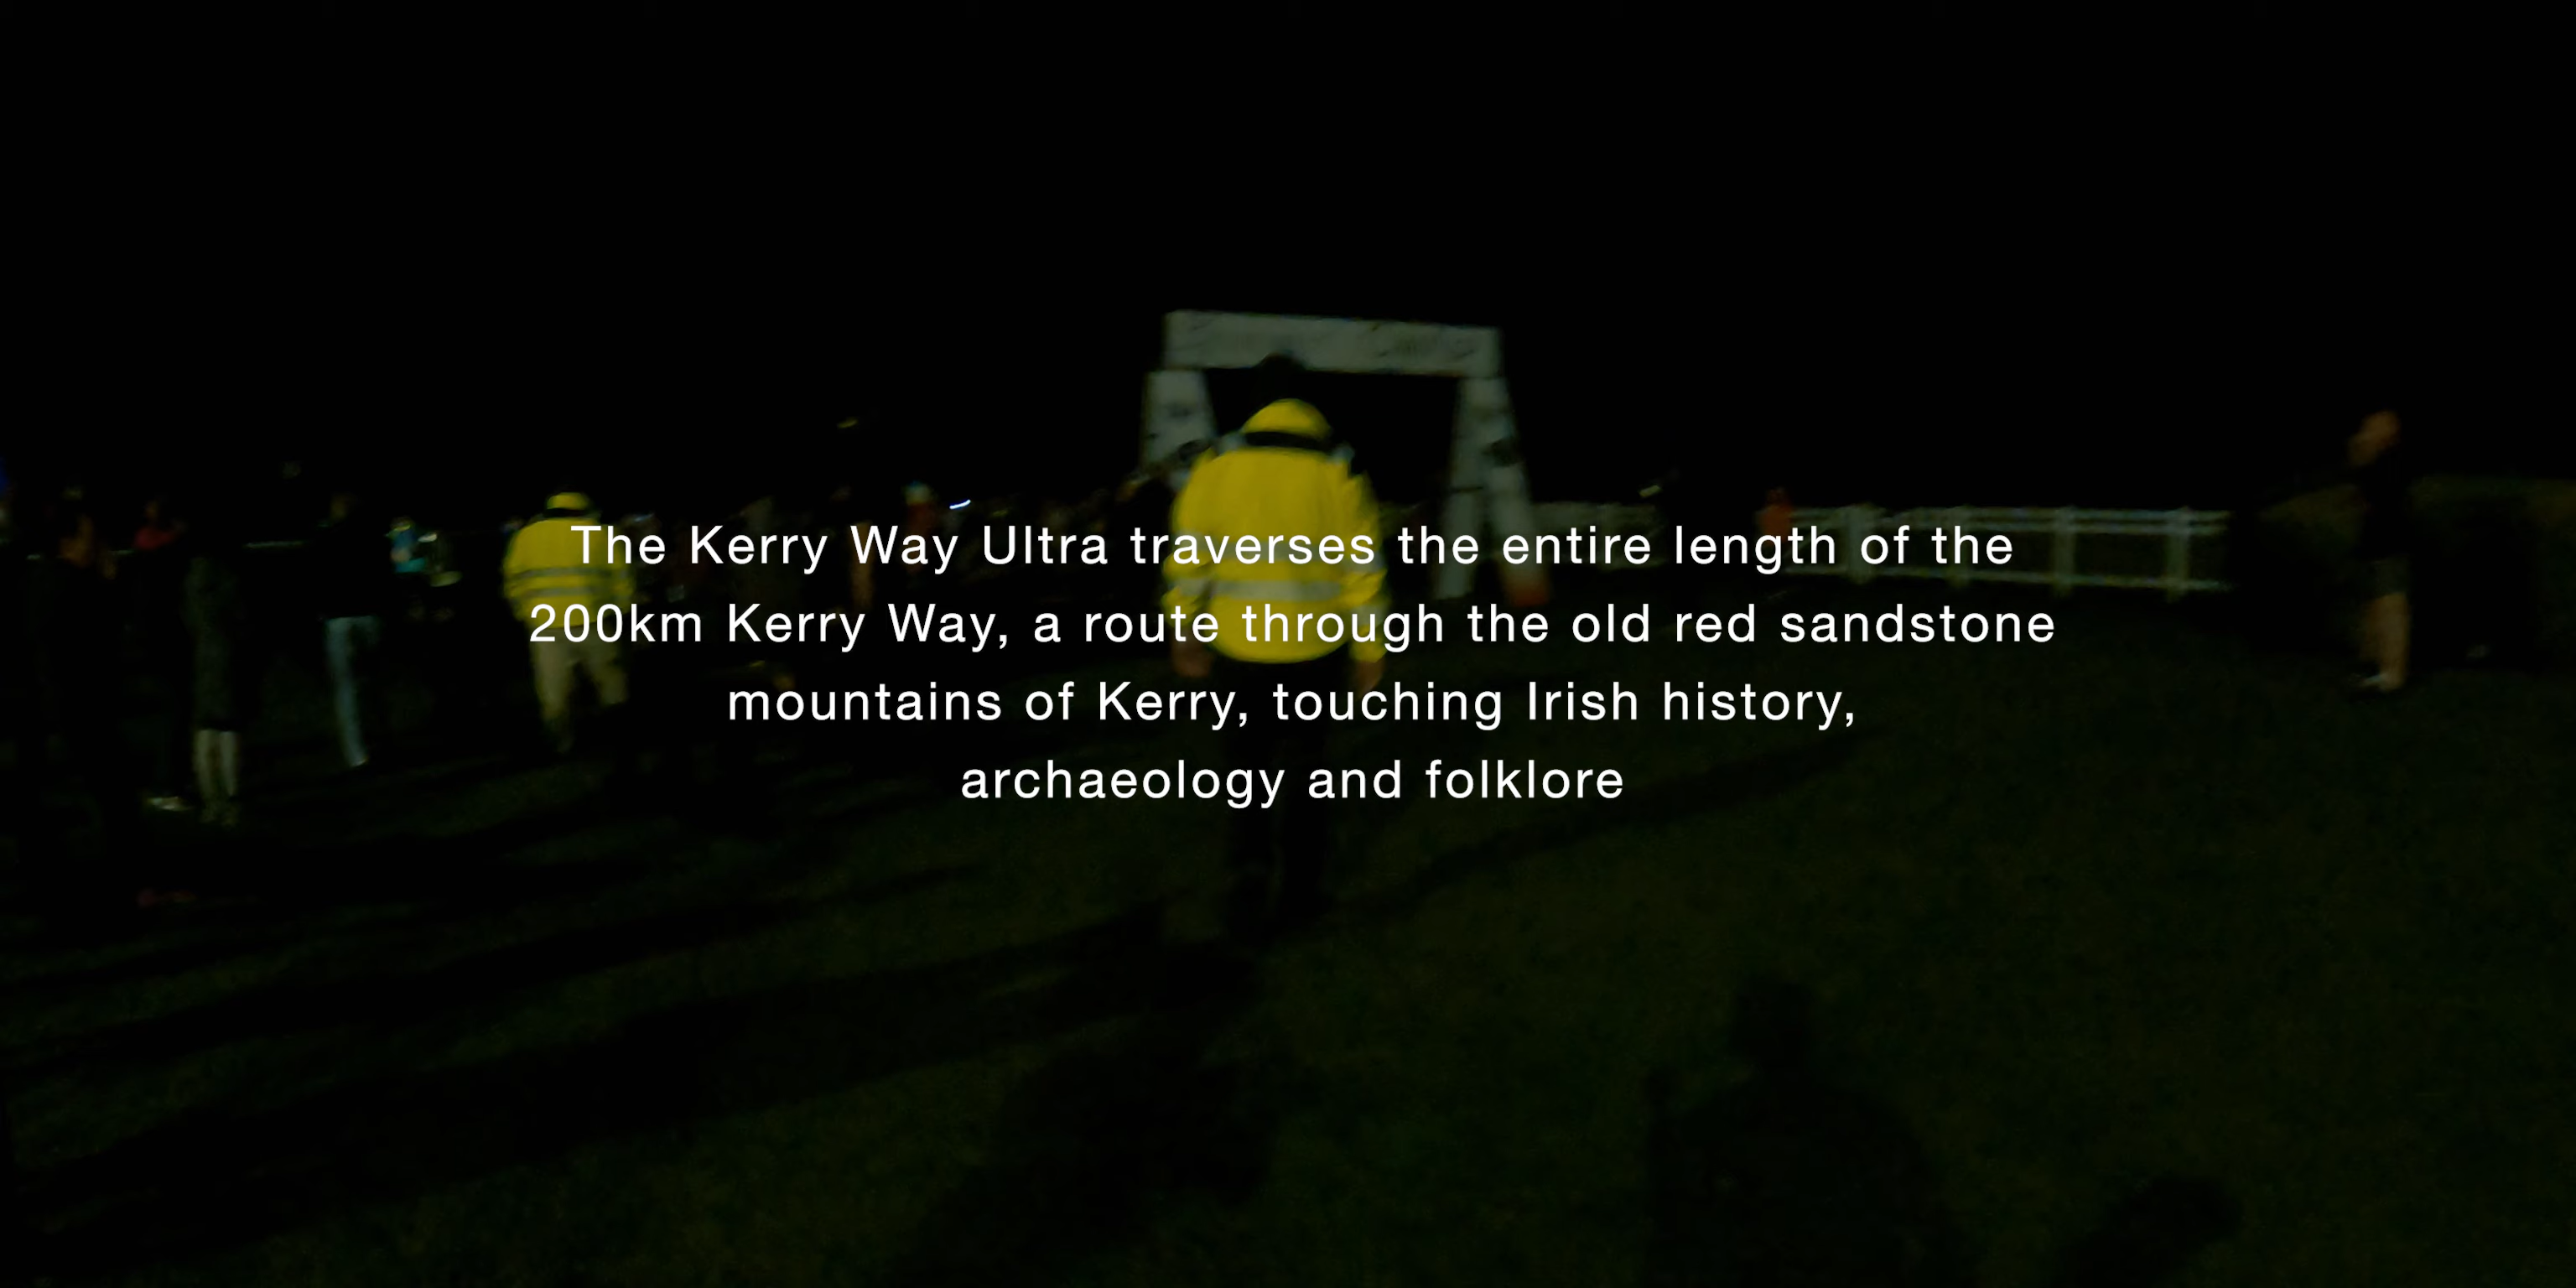 The Kerry Way Ultra traverses the entire length of the
200km Kerry Way, a route through the old red sandstone
mountains of Kerry, touching Irish history,
archaeology and folklore